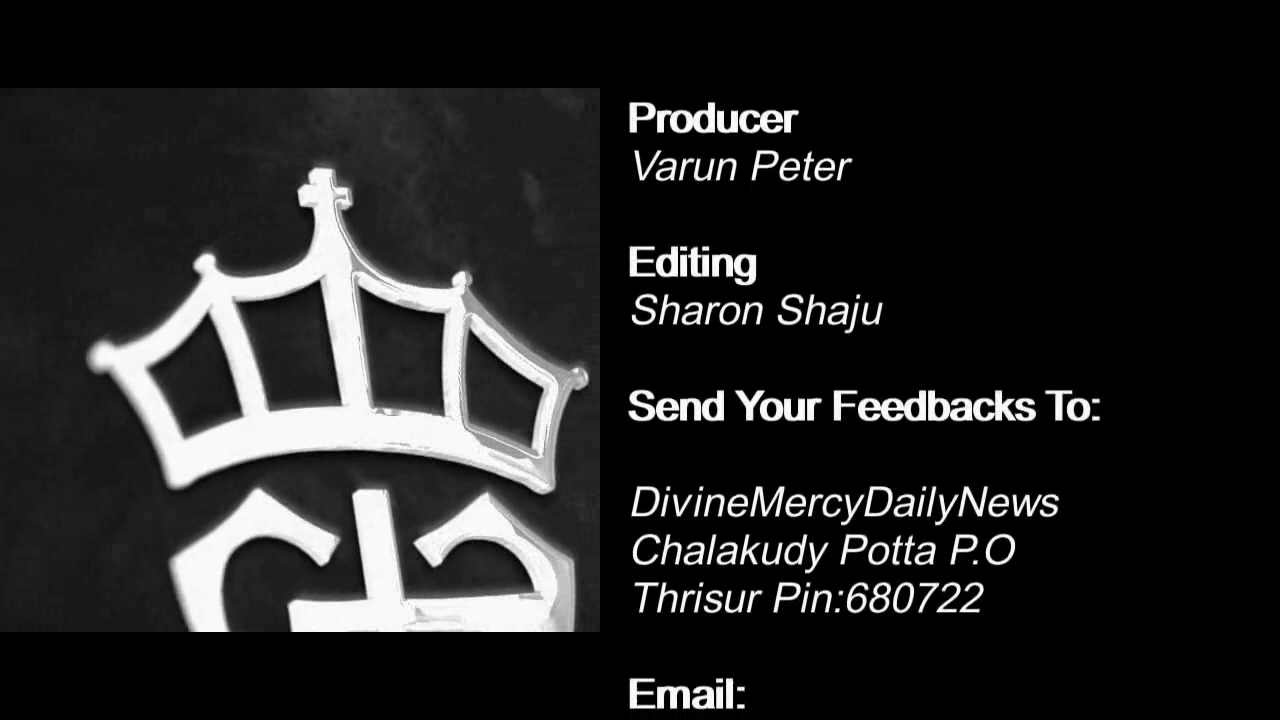 Producer
Varun Peter
Editing
Sharon Shaju
Send Your Feedbacks To:
DivineMercyDailyNews
Chalakudy Potta P.O
Thrisur Pin:680722
Email: